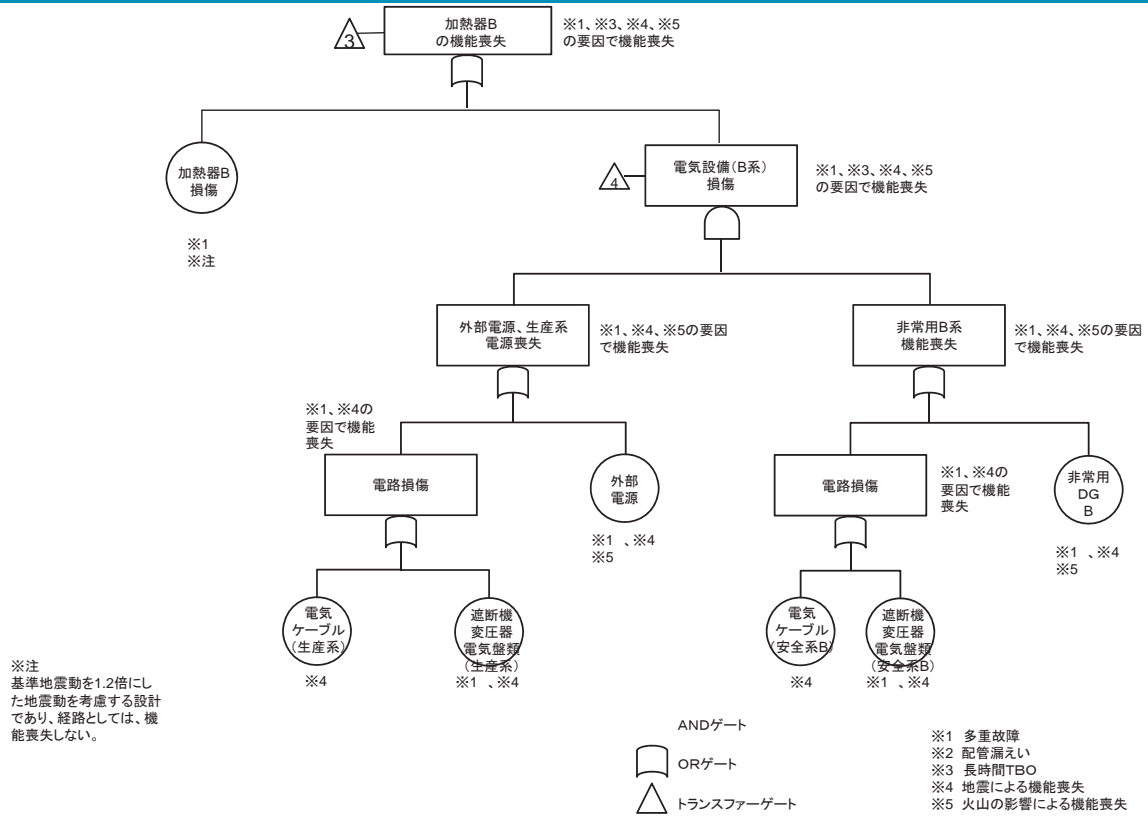 加熱器B
の機能喪失
※1、※3、※4、※5
の要因で機能喪失
3
加熱器B
損傷
※1
※注
電気設備(B系)
損傷
4
※1、※3、※4、※5
の要因で機能喪失
外部電源、生産系
電源喪失
※1、※4、※5の要因
で機能喪失
非常用B系
機能喪失
※1、※4、※5の要因
で機能喪失
※1、※4の
要因で機能
喪失
電路損傷
外部
電源
※1 、※4
※5
電路損傷
※1、※4の
要因で機能
喪失
非常用
DG
B
※1 、※4
※5
電気
ケーブル
(生産系)
※4
遮断機
変圧器
電気盤類
(生産系)
※1 、※4
電気
ケーブル
(安全系B)
※4
遮断機
変圧器
電気盤類
(安全系B)
※1 、※4
※注
基準地震動を1.2倍にし
た地震動を考慮する設計
であり、経路としては、機
能喪失しない。
ANDゲート
ORゲート
トランスファーゲート
※1 多重故障
※2 配管漏えい
※3 長時間TBO
※4 地震による機能喪失
※5 火山の影響による機能喪失